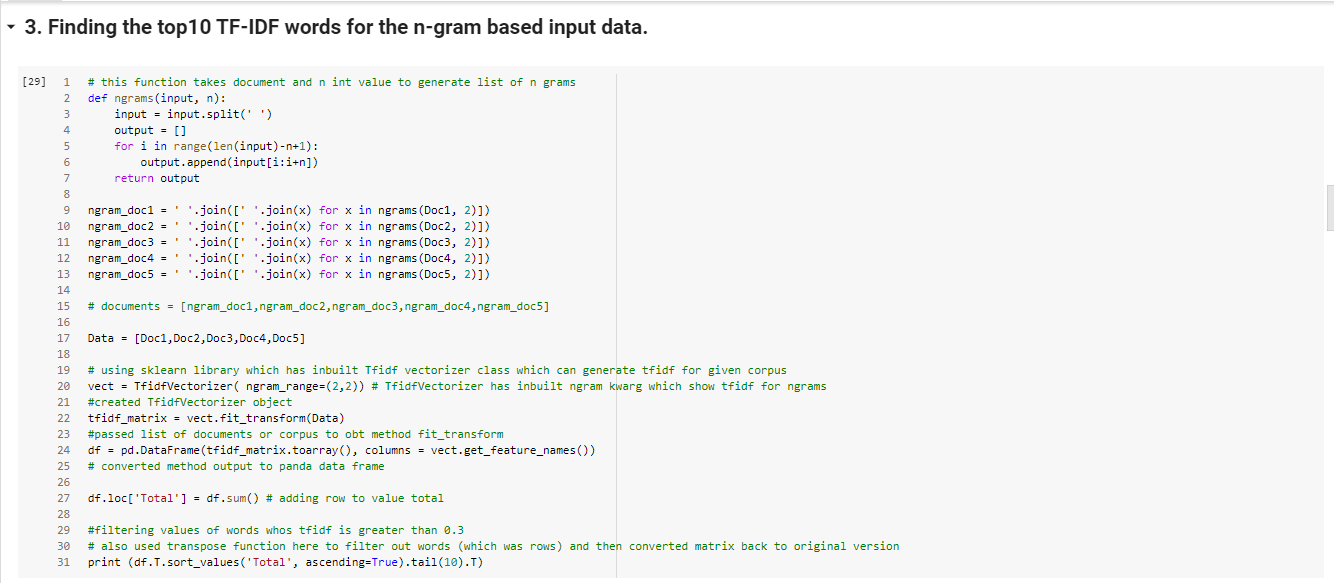 3. Finding the top10 TF-IDF words for the n-gram based input data.
[29] 1 # this function takes document and n int value to generate list of n grams
2 def ngrams(input, n):
3     input = input.split(' ')
4     output = []
5     for i in range(len(input)-n+1):
6         output.append(input[i:i+n])
7     return output
8
9 ngram_doc1 = ' '.join([' '.join(x) for x in ngrams(Doc1, 2)])
10 ngram_doc2 = ' '.join([' '.join(x) for x in ngrams(Doc2, 2)])
11 ngram_doc3 = ' '.join([' '.join(x) for x in ngrams(Doc3, 2)])
12 ngram_doc4 = ' '.join([' '.join(x) for x in ngrams(Doc4, 2)])
13 ngram_doc5 = ' '.join([' '.join(x) for x in ngrams(Doc5, 2)])
14
15 # documents = [ngram_doc1,ngram_doc2,ngram_doc3,ngram_doc4,ngram_doc5]
16
17 Data = [Doc1,Doc2,Doc3,Doc4,Doc5]
18
19 # using sklearn library which has inbuilt Tfidf vectorizer class which can generate tfidf for given corpus
20 vect = TfidfVectorizer( ngram_range=(2,2)) # TfidfVectorizer has inbuilt ngram kwarg which show tfidf for ngrams
21 #created TfidfVectorizer object
22 tfidf_matrix = vect.fit_transform(Data)
23 #passed list of documents or corpus to obt method fit_transform
24 df = pd.DataFrame(tfidf_matrix.toarray(), columns = vect.get_feature_names())
25 # converted method output to panda data frame
26
27 df.loc['Total'] = df.sum() # adding row to value total
28
29 #filtering values of words whos tfidf is greater than 0.3
30 # also used transpose function here to filter out words (which was rows) and then converted matrix back to original version
31 print (df.T.sort_values('Total', ascending=True).tail(10).T)